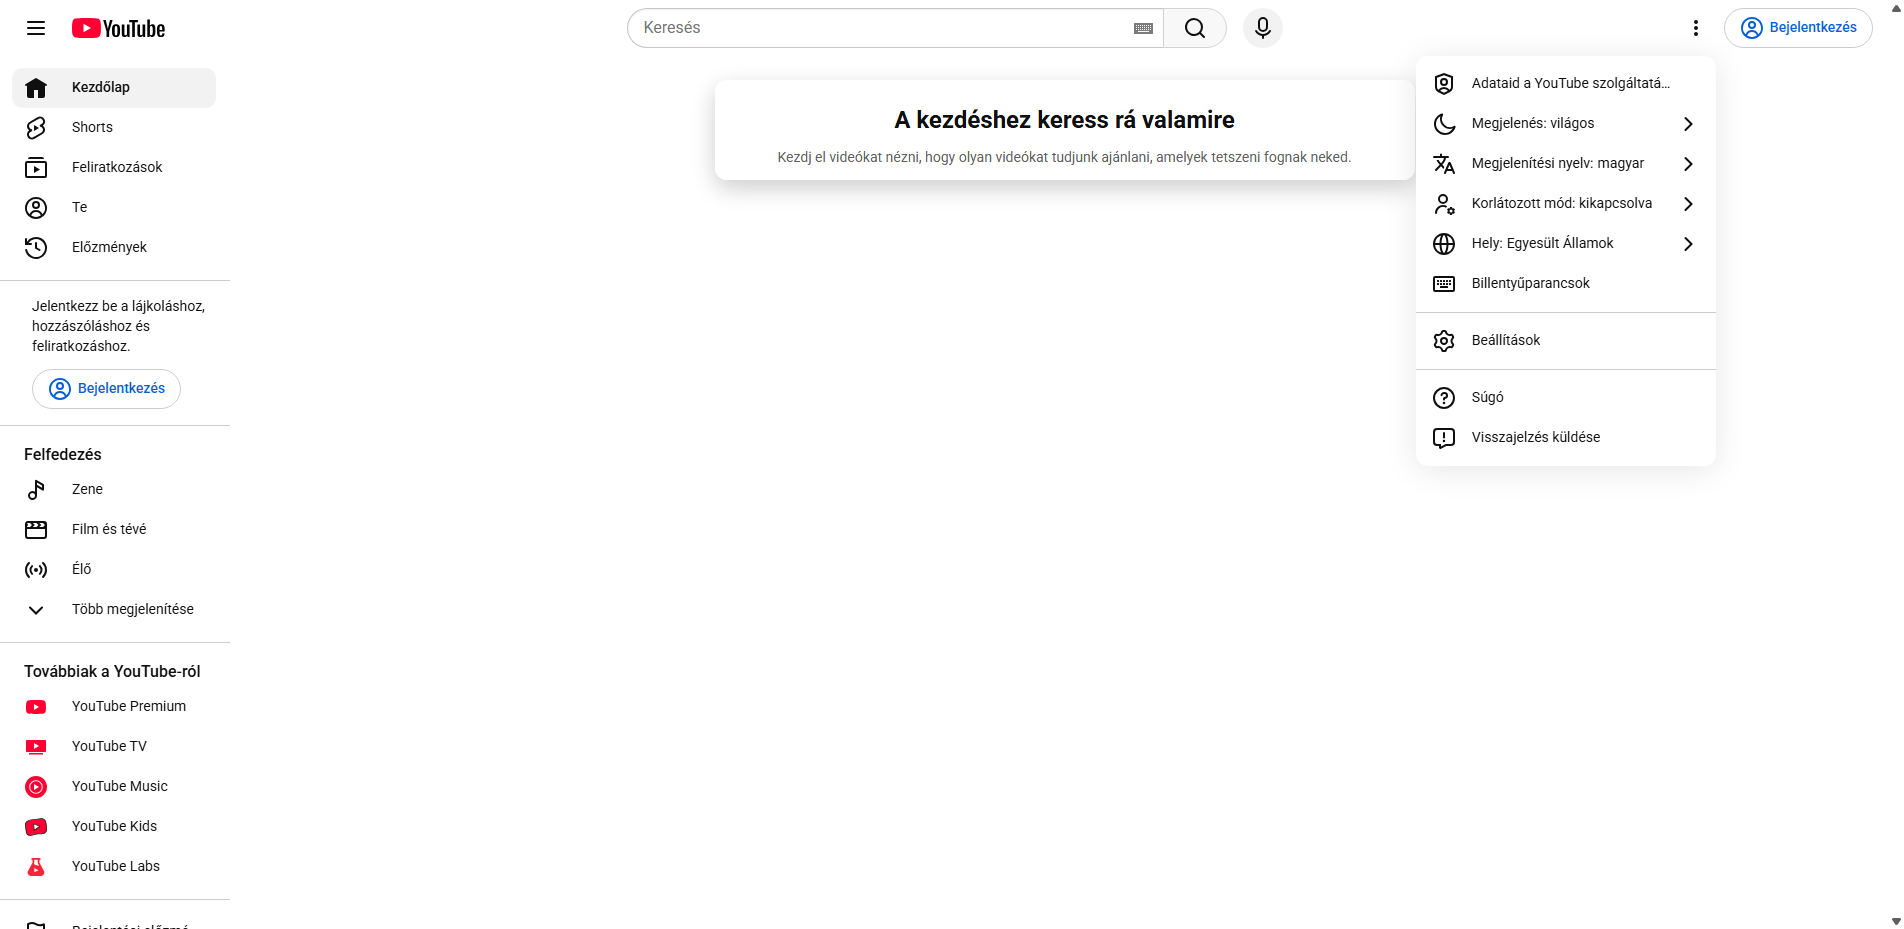 YouTube
Keresés
Bejelentkezés
Kezdőlap
Shorts
Feliratkozások
Te
Előzmények
Jelentkezz be a lájkoláshoz,
hozzászóláshoz és
feliratkozáshoz.
Bejelentkezés
Felfedezés
Zene
Film és tévé
Élő
Több megjelenítése
Továbbiak a YouTube-ról
YouTube Premium
YouTube TV
YouTube Music
YouTube Kids
YouTube Labs
A kezdéshez keress rá valamire
Kezdj el videókat nézni, hogy olyan videókat tudjunk ajánlani, amelyek tetszeni fognak neked.
Adataid a YouTube szolgáltatá...
Megjelenés: világos
Megjelenítési nyelv: magyar
Korlátozott mód: kikapcsolva
Hely: Egyesült Államok
Billentyűparancsok
Beállítások
Súgó
Visszajelzés küldése